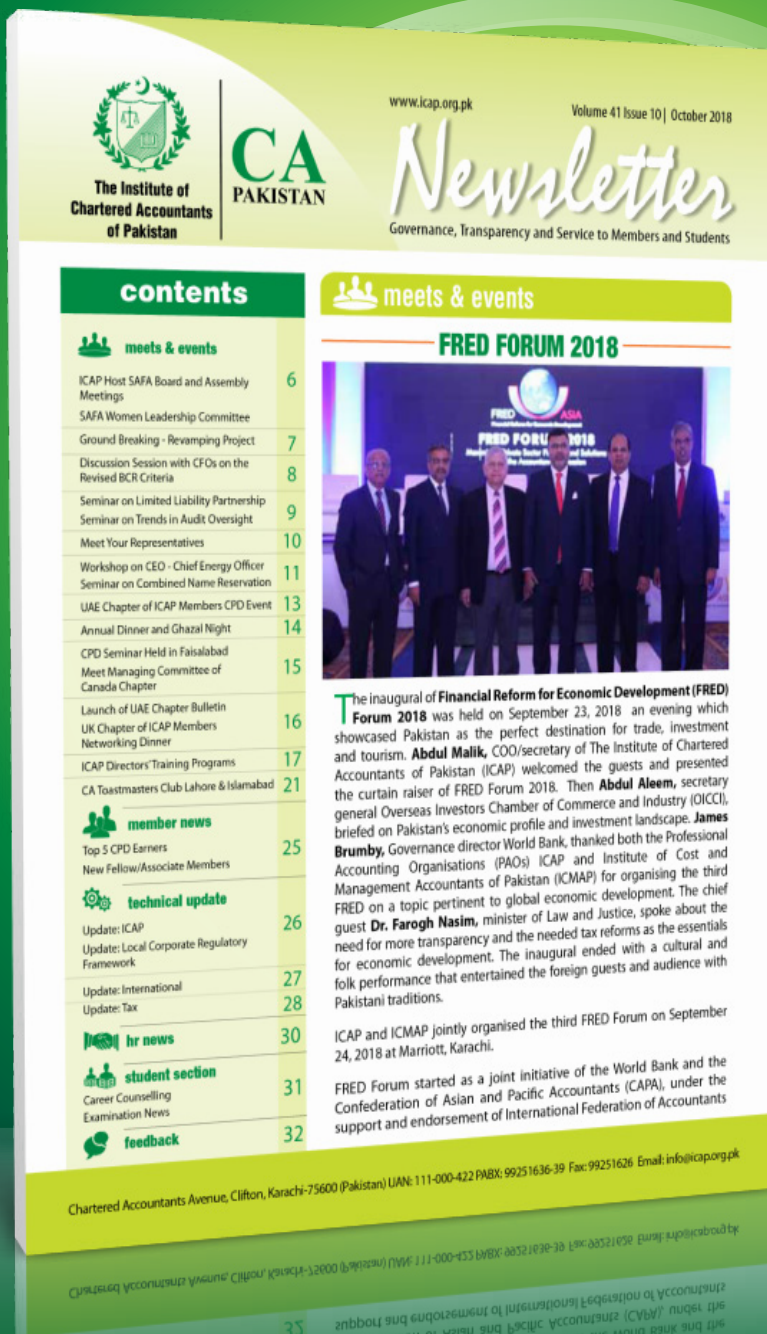 The Institute of
Chartered Accountants
of Pakistan
CA
PAKISTAN
www.icap.org.pk
Volume 41 Issue 10 | October 2018
Newsletter
Governance, Transparency and Service to Members and Students
contents
meets & events
ICAP Host SAFA Board and Assembly
Meetings
6
SAFA Women Leadership Committee
Ground Breaking - Revamping Project 7
Discussion Session with CFOs on the
Revised BCR Criteria
8
Seminar on Limited Liability Partnership
Seminar on Trends in Audit Oversight
9
Meet Your Representatives 10
Workshop on CEO - Chief Energy Officer
Seminar on Combined Name Reservation
11
UAE Chapter of ICAP Members CPD Event 13
Annual Dinner and Ghazal Night 14
CPD Seminar Held in Faisalabad
Meet Managing Committee of
Canada Chapter
15
Launch of UAE Chapter Bulletin
UK Chapter of ICAP Members
Networking Dinner
16
ICAP Directors' Training Programs 17
CA Toastmasters Club Lahore & Islamabad 21
member news
Top 5 CPD Earners
New Fellow/Associate Members
25
technical update
Update: ICAP
Update: Local Corporate Regulatory
Framework
26
Update: International 27
Update: Tax 28
hr news 30
student section
Career Counselling
Examination News
31
feedback 32
meets & events
FRED FORUM 2018
FRED ASIA
FRED FORUM 2018
The inaugural of Financial Reform for Economic Development (FRED)
Forum 2018 was held on September 23, 2018 an evening which
showcased Pakistan as the perfect destination for trade, investment
and tourism. Abdul Malik, COO/secretary of The Institute of Chartered
Accountants of Pakistan (ICAP) welcomed the guests and presented
the curtain raiser of FRED Forum 2018. Then Abdul Aleem, secretary
general Overseas Investors Chamber of Commerce and Industry (OICCI),
briefed on Pakistan's economic profile and investment landscape. James
Brumby, Governance director World Bank, thanked both the Professional
Accounting Organisations (PAOs) ICAP and Institute of Cost and
Management Accountants of Pakistan (ICMAP) for organising the third
FRED on a topic pertinent to global economic development. The chief
guest Dr. Farogh Nasim, minister of Law and Justice, spoke about the
need for more transparency and the needed tax reforms as the essentials
for economic development. The inaugural ended with a cultural and
folk performance that entertained the foreign guests and audience with
Pakistani traditions.
ICAP and ICMAP jointly organised the third FRED Forum on September
24, 2018 at Marriott, Karachi.
FRED Forum started as a joint initiative of the World Bank and the
Confederation of Asian and Pacific Accountants (CAPA), under the
support and endorsement of International Federation of Accountants
Chartered Accountants Avenue, Clifton, Karachi-75600 (Pakistan) UAN: 111-000-422 PABX: 99251636-39 Fax: 99251626 Email: info@icap.org.pk